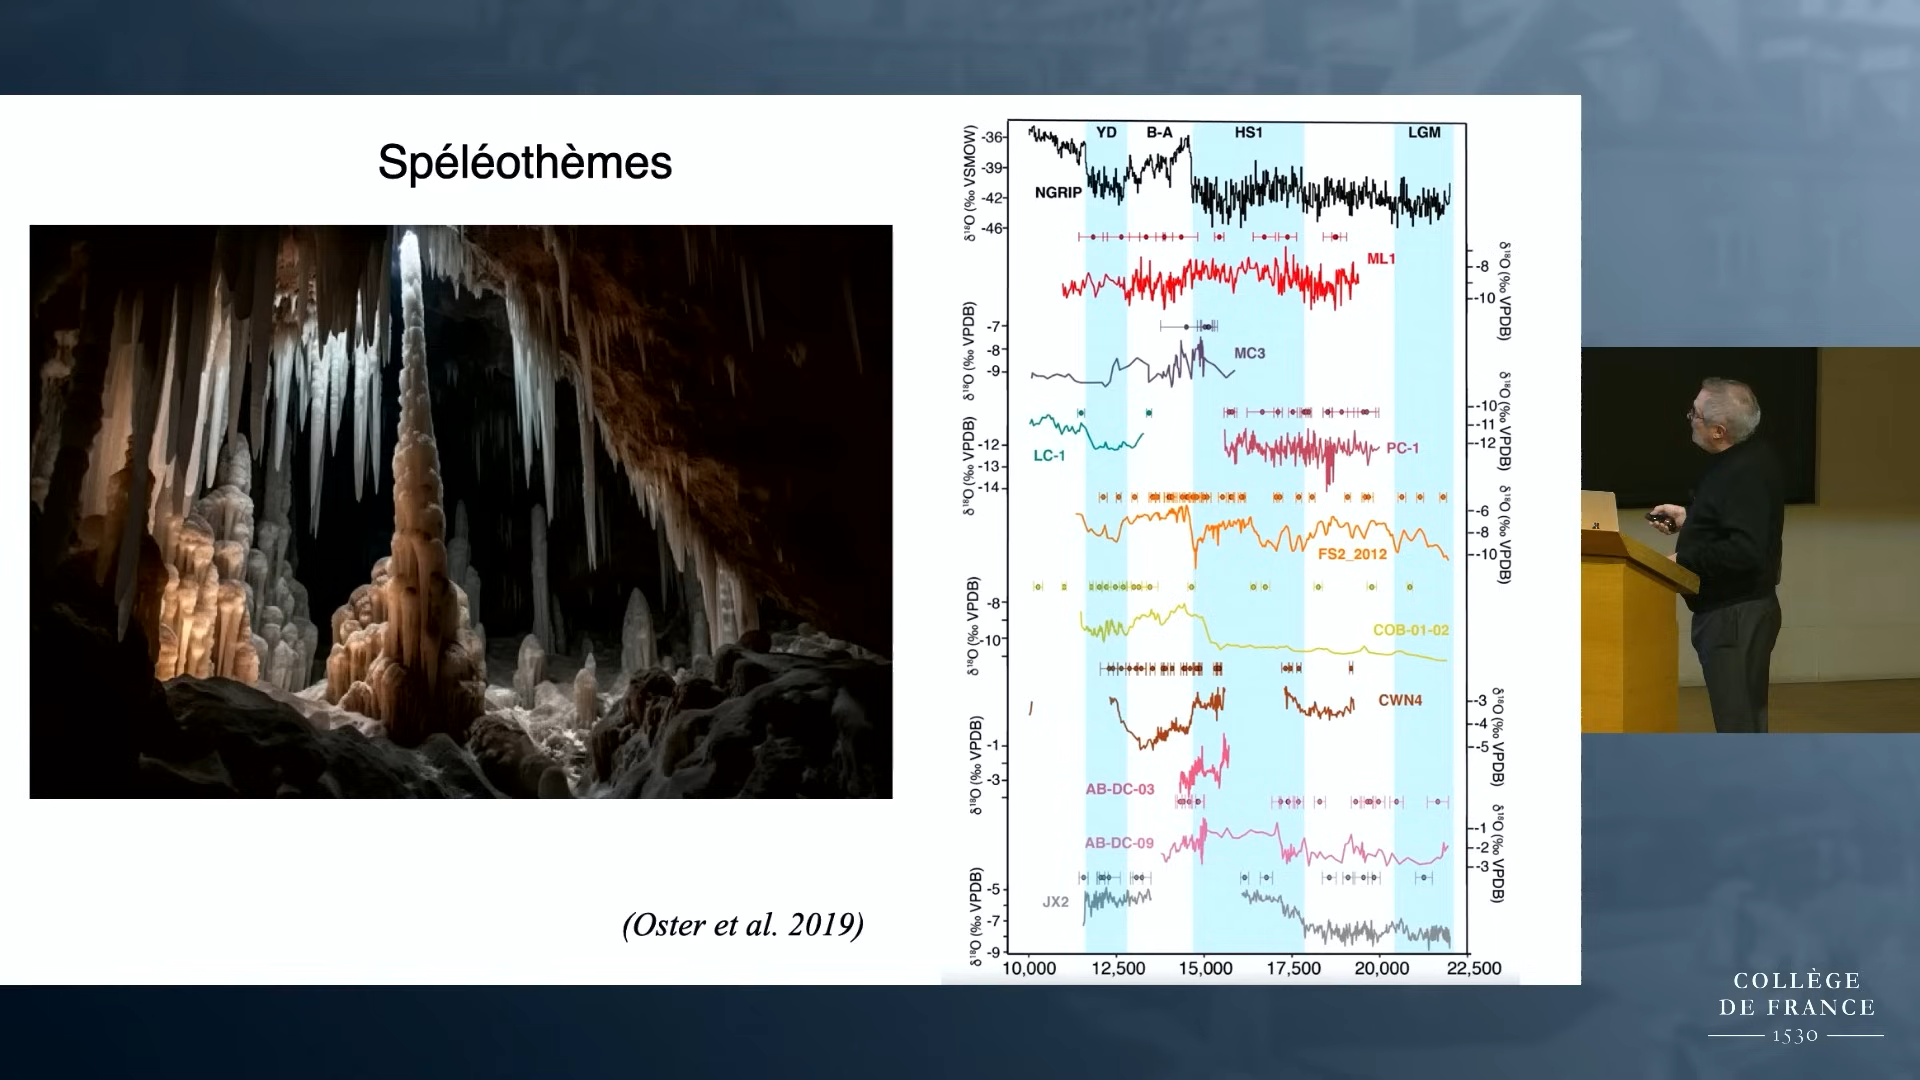 Spéléothèmes
(Oster et al. 2019)
YD B-A HS1 LGM
δ¹⁸O (‰ VSMOW)
-36
-39
-42
-46
NGRIP
ML1
-8
-10
δ¹⁸O (‰ VPDB)
δ¹⁸O (‰ VPDB)
-7
-8
-9
MC3
δ¹⁸O (‰ VPDB)
-10
-11
-12
δ¹⁸O (‰ VPDB)
-12
-13
-14
LC-1
PC-1
δ¹⁸O (‰ VPDB)
-6
-8
-10
FS2_2012
δ¹⁸O (‰ VPDB)
-8
-10
COB-01-02
CWN4
-3
-4
-5
δ¹⁸O (‰ VPDB)
δ¹⁸O (‰ VPDB)
-1
-3
AB-DC-03
AB-DC-09
-1
-2
-3
δ¹⁸O (‰ VPDB)
δ¹⁸O (‰ VPDB)
-5
-7
-9
JX2
10,000 12,500 15,000 17,500 20,000 22,500
COLLÈGE
DE FRANCE
1530